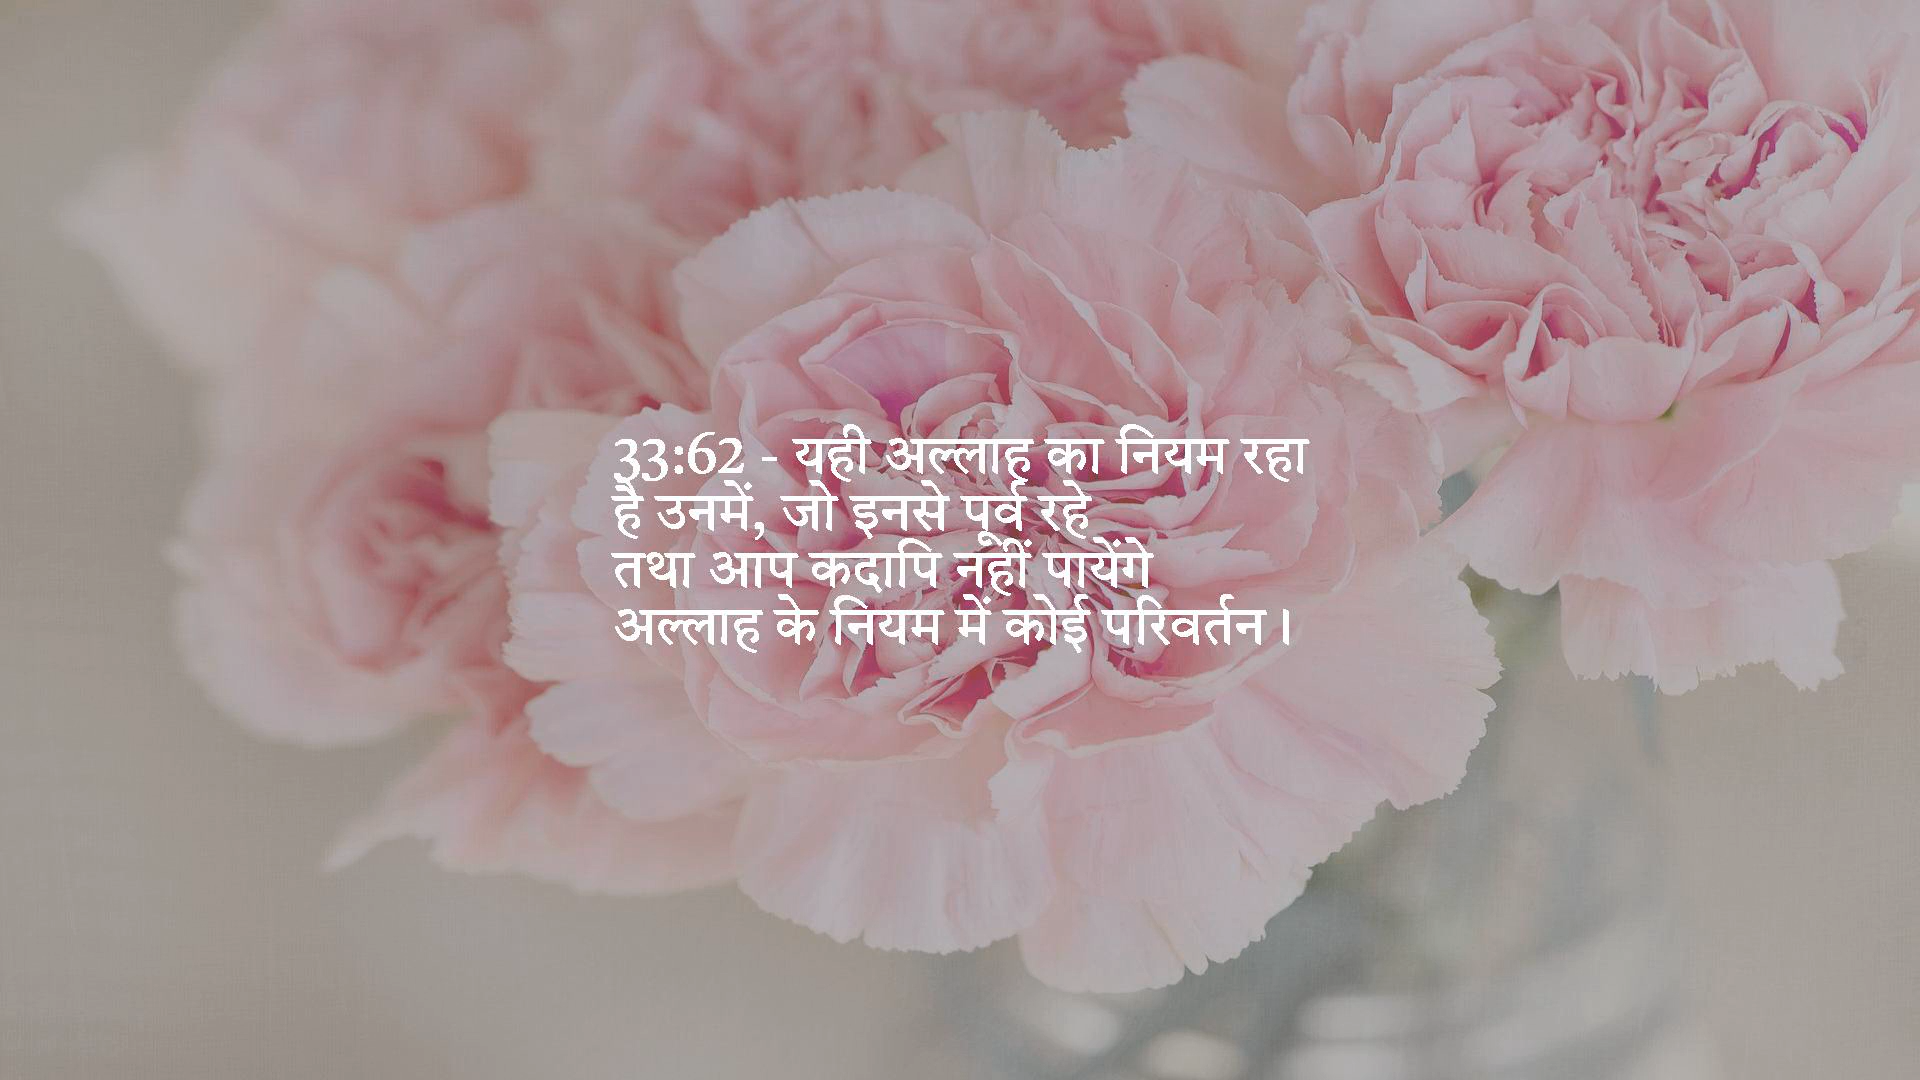 33:62 - यही अल्लाह का नियम रहा
है उनमें, जो इनसे पूर्व रहे
तथा आप कदापि नहीं पायेंगे
अल्लाह के नियम में कोई परिवर्तन।